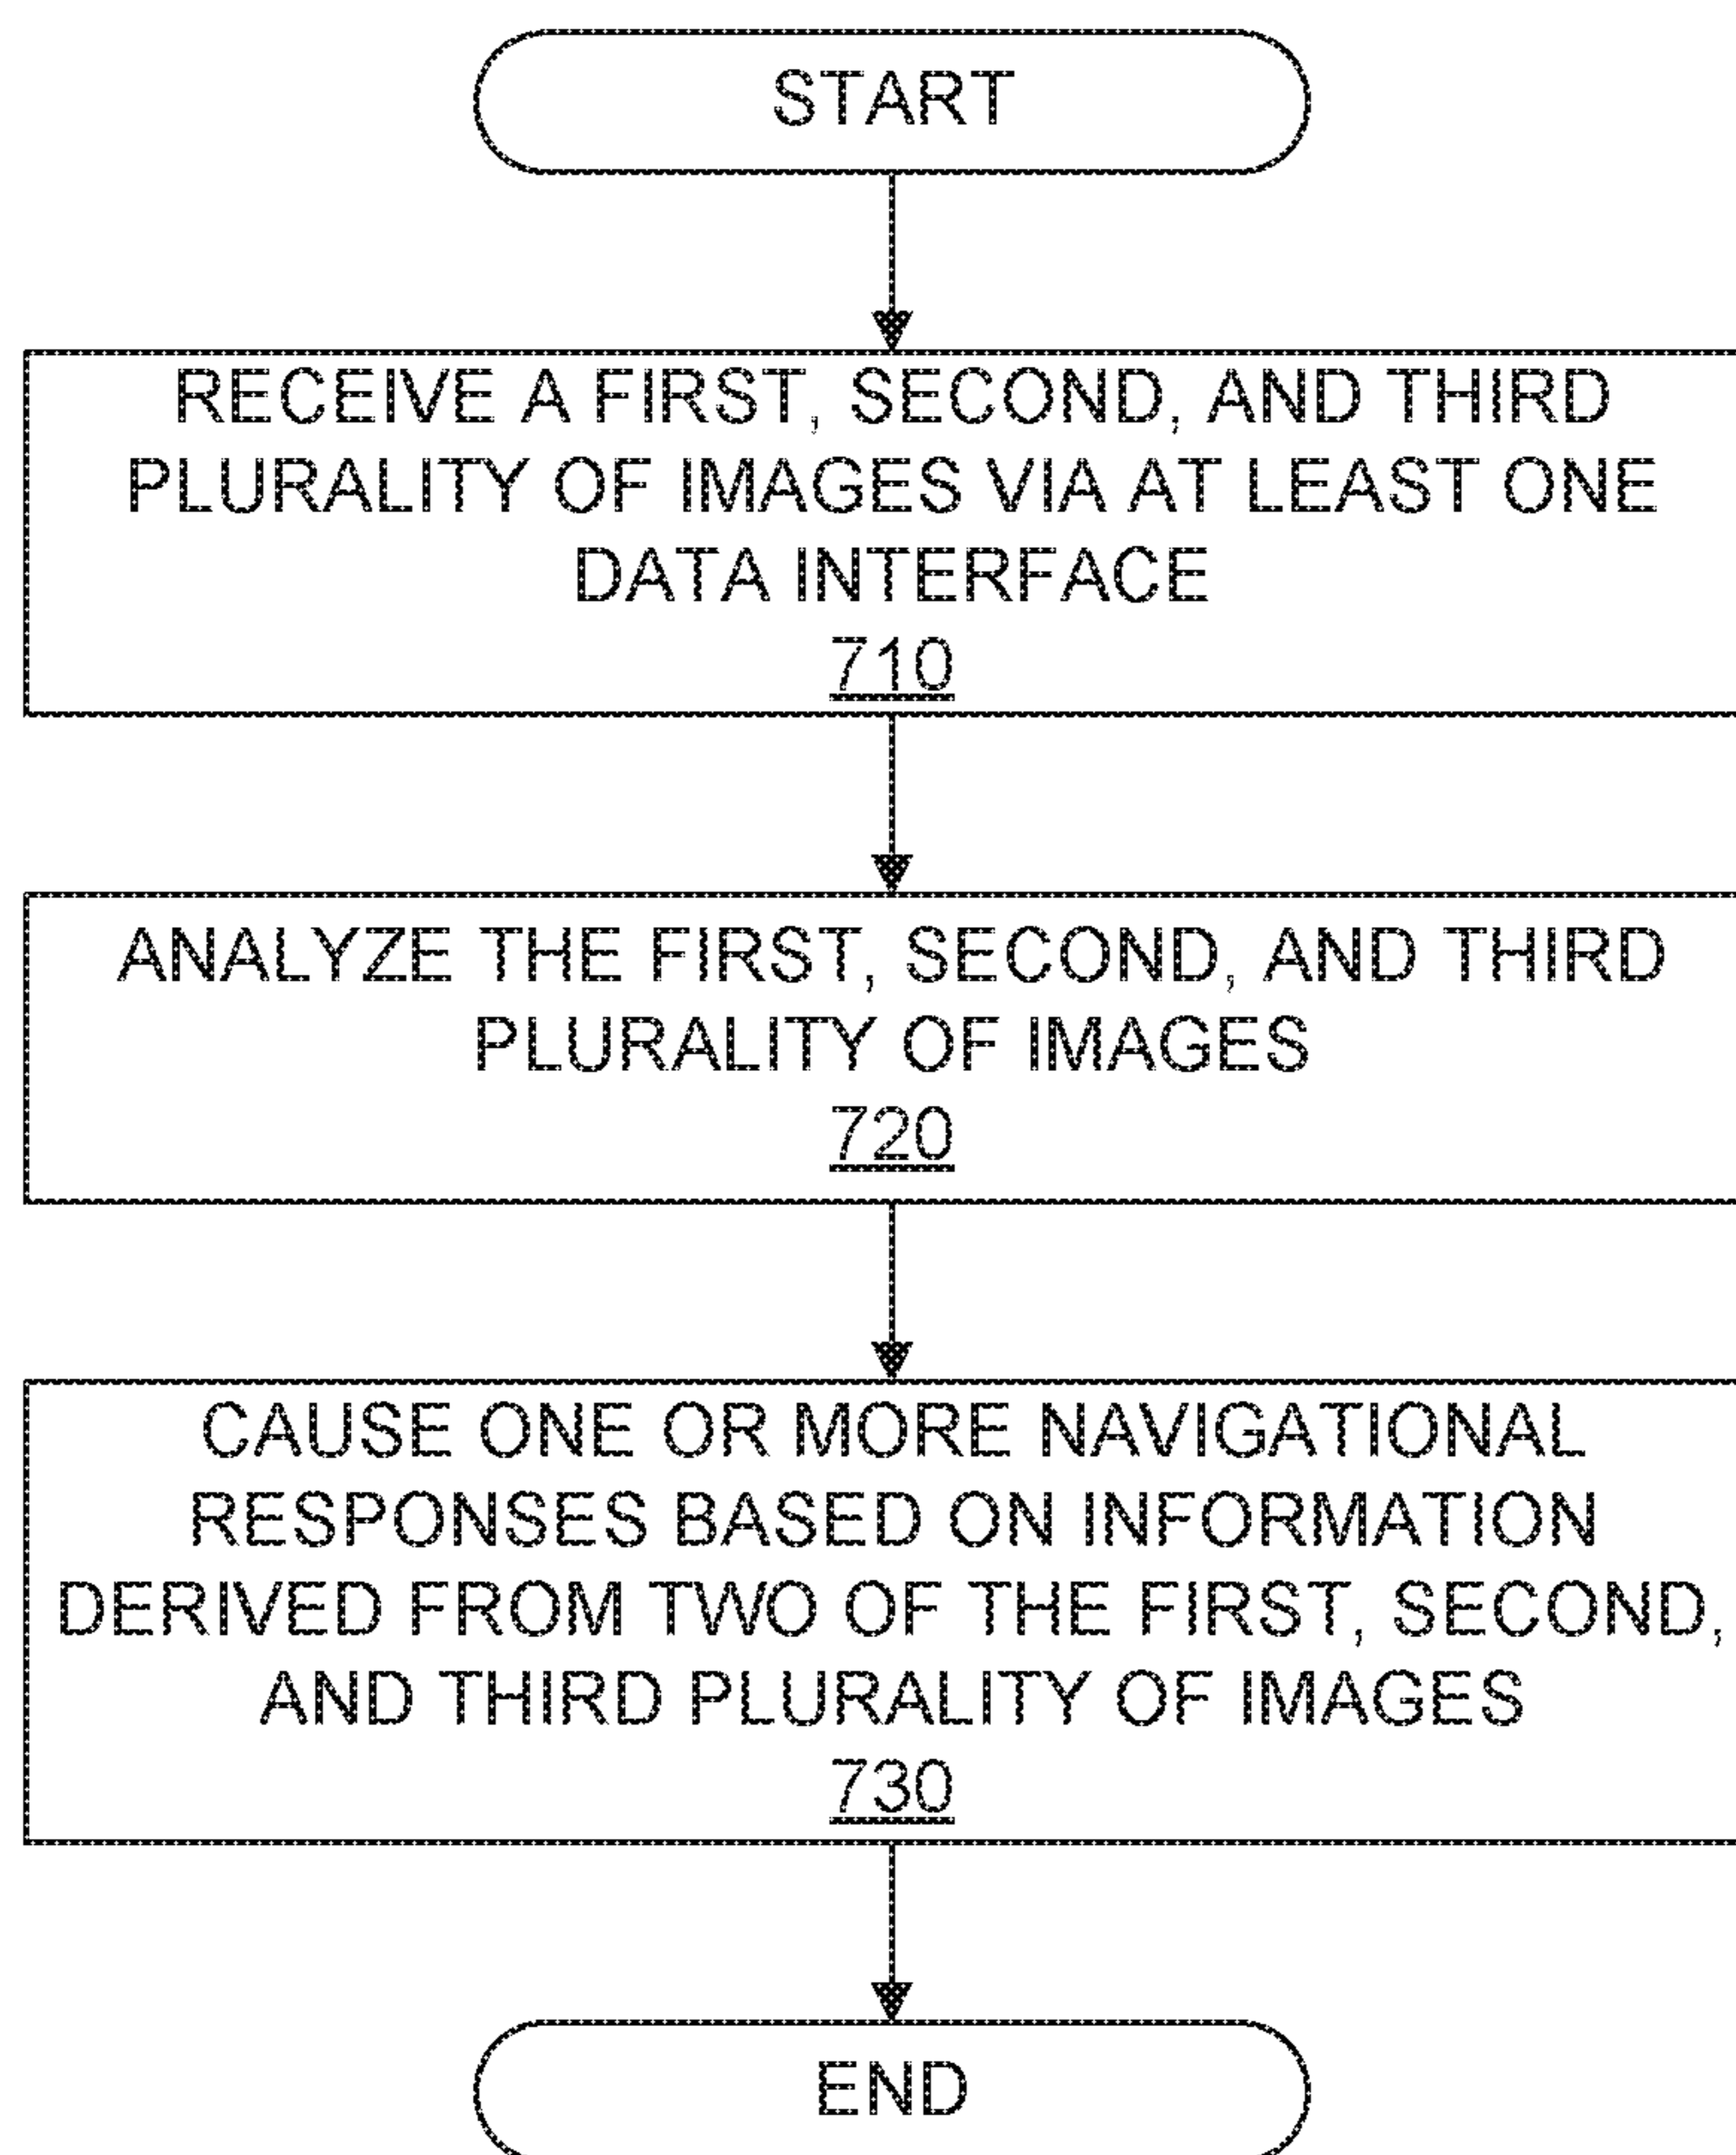 START
RECEIVE A FIRST, SECOND, AND THIRD
PLURALITY OF IMAGES VIA AT LEAST ONE
DATA INTERFACE
710
ANALYZE THE FIRST, SECOND, AND THIRD
PLURALITY OF IMAGES
720
CAUSE ONE OR MORE NAVIGATIONAL
RESPONSES BASED ON INFORMATION
DERIVED FROM TWO OF THE FIRST, SECOND,
AND THIRD PLURALITY OF IMAGES
730
END